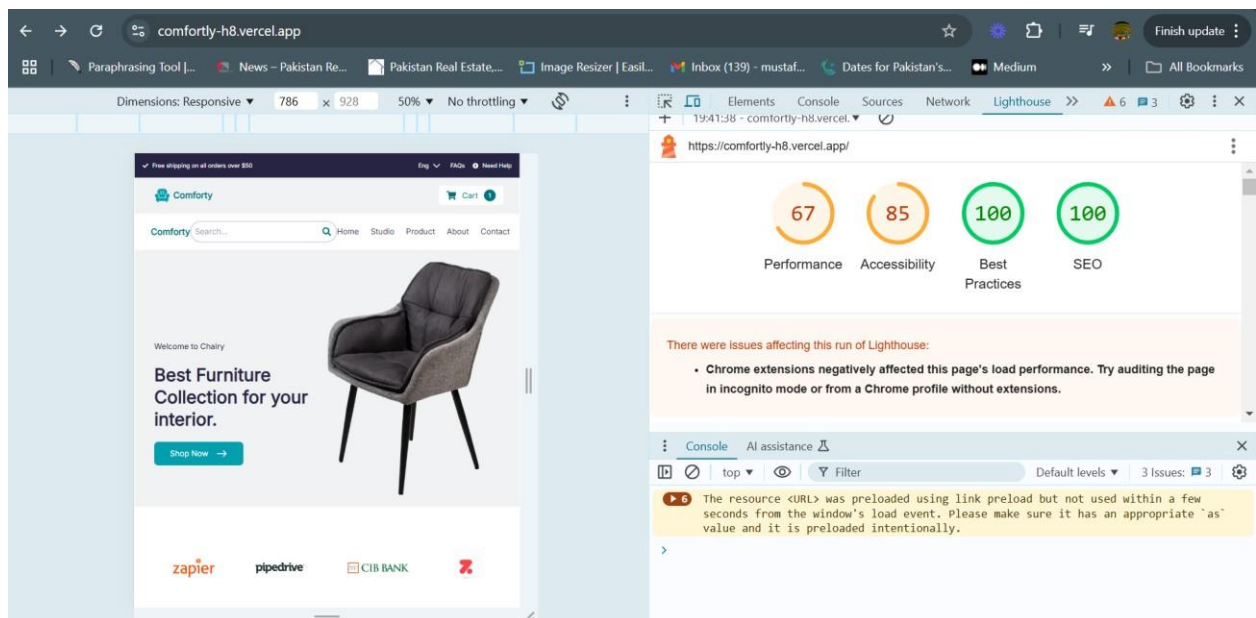 comfortly-h8.vercel.app
Finish update
Paraphrasing Tool |... News – Pakistan Re... Pakistan Real Estate,... Image Resizer | Easil... Inbox (139) - mustaf... Dates for Pakistan's... Medium » All Bookmarks
Dimensions: Responsive ▼ 786 x 928 50% ▼ No throttling ▼
Elements Console Sources Network Lighthouse >> 6 3
+ 19:41:38 - comfortly-h8.vercel. ▼
https://comfortly-h8.vercel.app/
67 85 100 100
Performance Accessibility Best Practices SEO
There were issues affecting this run of Lighthouse:
• Chrome extensions negatively affected this page's load performance. Try auditing the page
in incognito mode or from a Chrome profile without extensions.
Console AI assistance
top ▼ Filter Default levels ▼ 3 Issues: 3
6 The resource <URL> was preloaded using link preload but not used within a few
seconds from the window's load event. Please make sure it has an appropriate `as`
value and it is preloaded intentionally.
Free shipping on all orders over $50 Eng FAQs Need Help
Comforty Cart 1
Comforty Search... Home Studio Product About Contact
Welcome to Chairy
Best Furniture
Collection for your
interior.
Shop Now →
zapier pipedrive CIB BANK Z